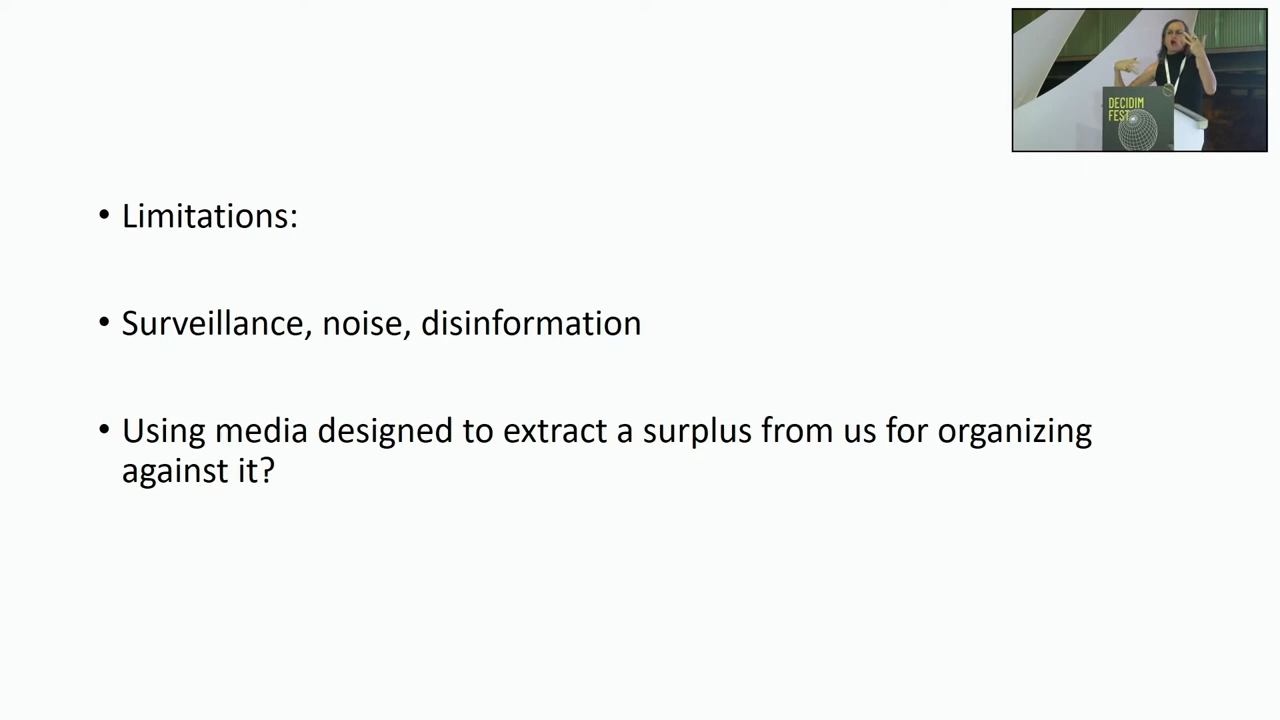 DECIDIM
FEST
• Limitations:
• Surveillance, noise, disinformation
• Using media designed to extract a surplus from us for organizing
against it?